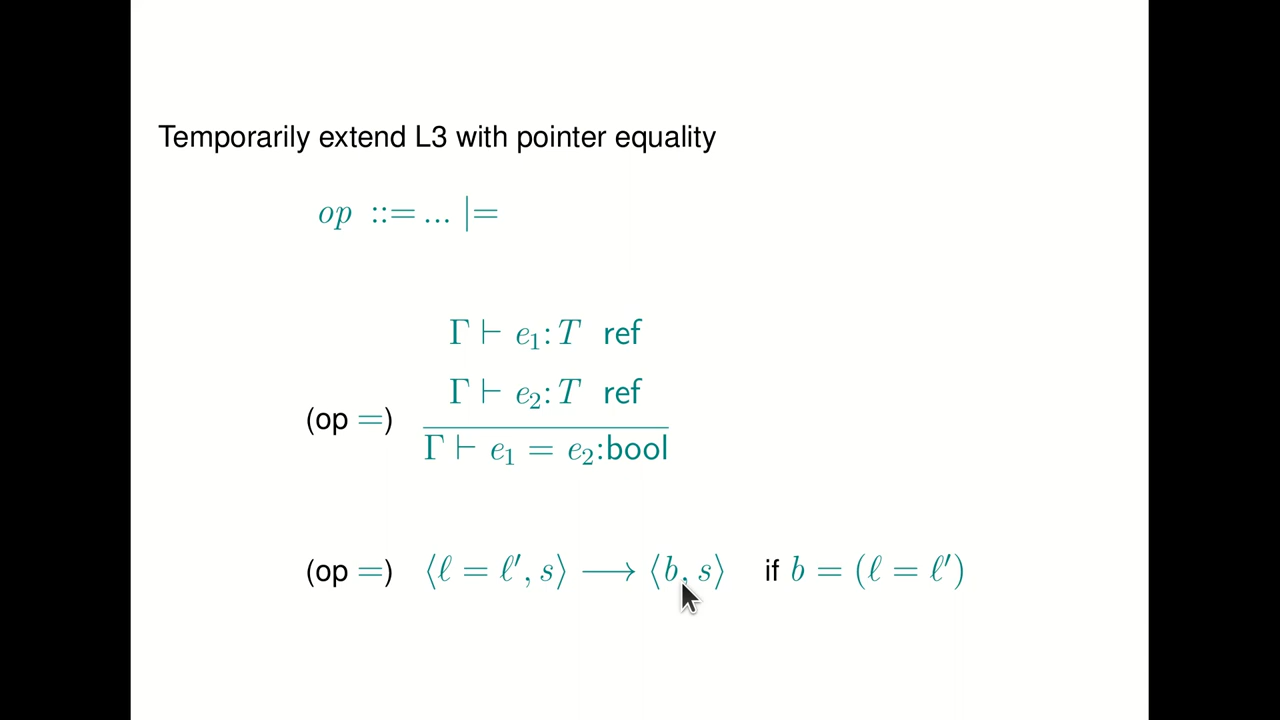 Temporarily extend L3 with pointer equality
op ::= ... |=
Γ ⊢ e₁:T ref
Γ ⊢ e₂:T ref
(op =)
Γ ⊢ e₁ = e₂:bool
(op =) ⟨ℓ = ℓ′, s⟩ ⟶ ⟨b, s⟩ if b = (ℓ = ℓ′)